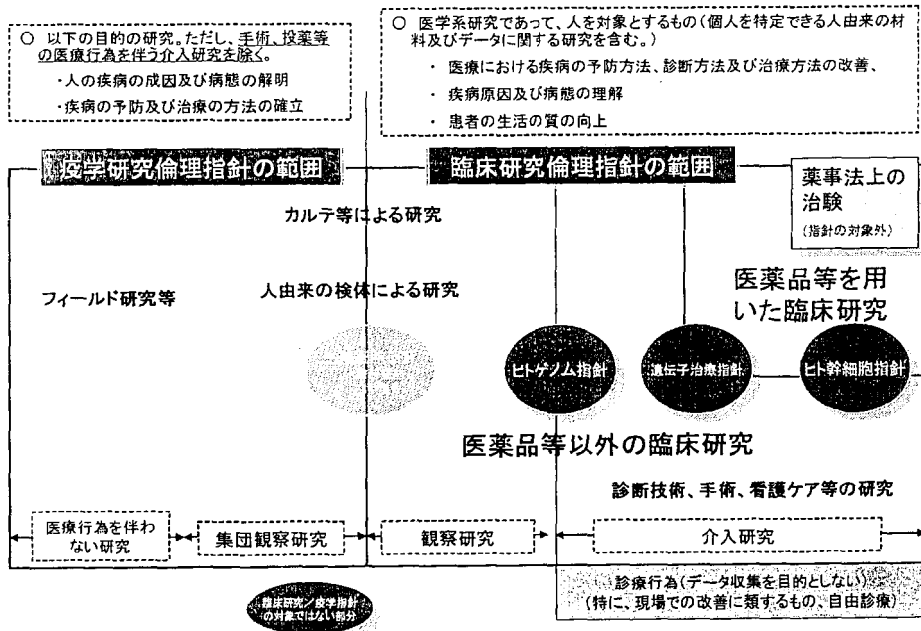 ○ 以下の目的の研究。ただし、手術、投薬等
の医療行為を伴う介入研究を除く。
・人の疾病の成因及び病態の解明
・疾病の予防及び治療の方法の確立
○ 医学系研究であって、人を対象とするもの(個人を特定できる人由来の材
料及びデータに関する研究を含む。)
・ 医療における疾病の予防方法、診断方法及び治療方法の改善、
・ 疾病原因及び病態の理解
・ 患者の生活の質の向上
疫学研究倫理指針の範囲
臨床研究倫理指針の範囲
薬事法上の
治験
(指針の対象外)
カルテ等による研究
フィールド研究等
人由来の検体による研究
医薬品等を用
いた臨床研究
ヒトゲノム指針
遺伝子治療指針
ヒト幹細胞指針
医薬品等以外の臨床研究
診断技術、手術、看護ケア等の研究
医療行為を伴わ
ない研究
集団観察研究
観察研究
介入研究
診療行為(データ収集を目的としない)
(特に、現場での改善に類するもの、自由診療)
臨床研究/疫学指針
の対象ではない部分